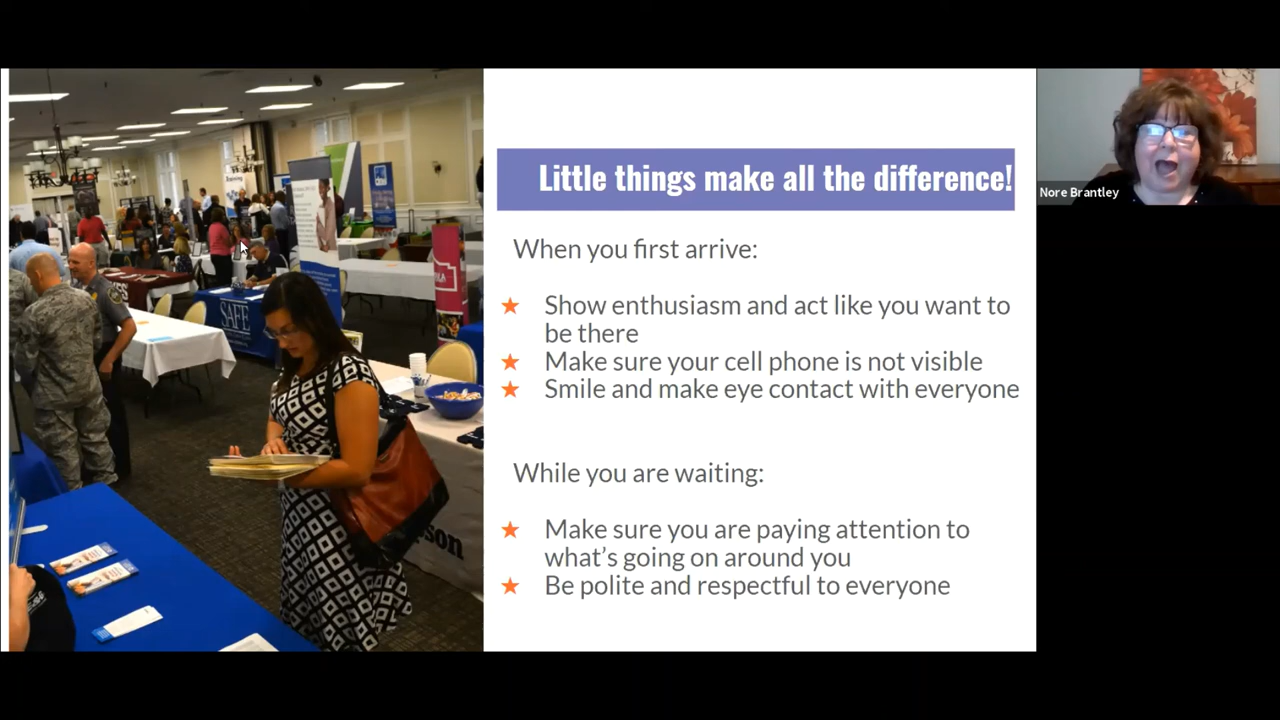 Little things make all the difference!
When you first arrive:
Show enthusiasm and act like you want to
be there
Make sure your cell phone is not visible
Smile and make eye contact with everyone
While you are waiting:
Make sure you are paying attention to
what's going on around you
Be polite and respectful to everyone
Nore Brantley
SAFE